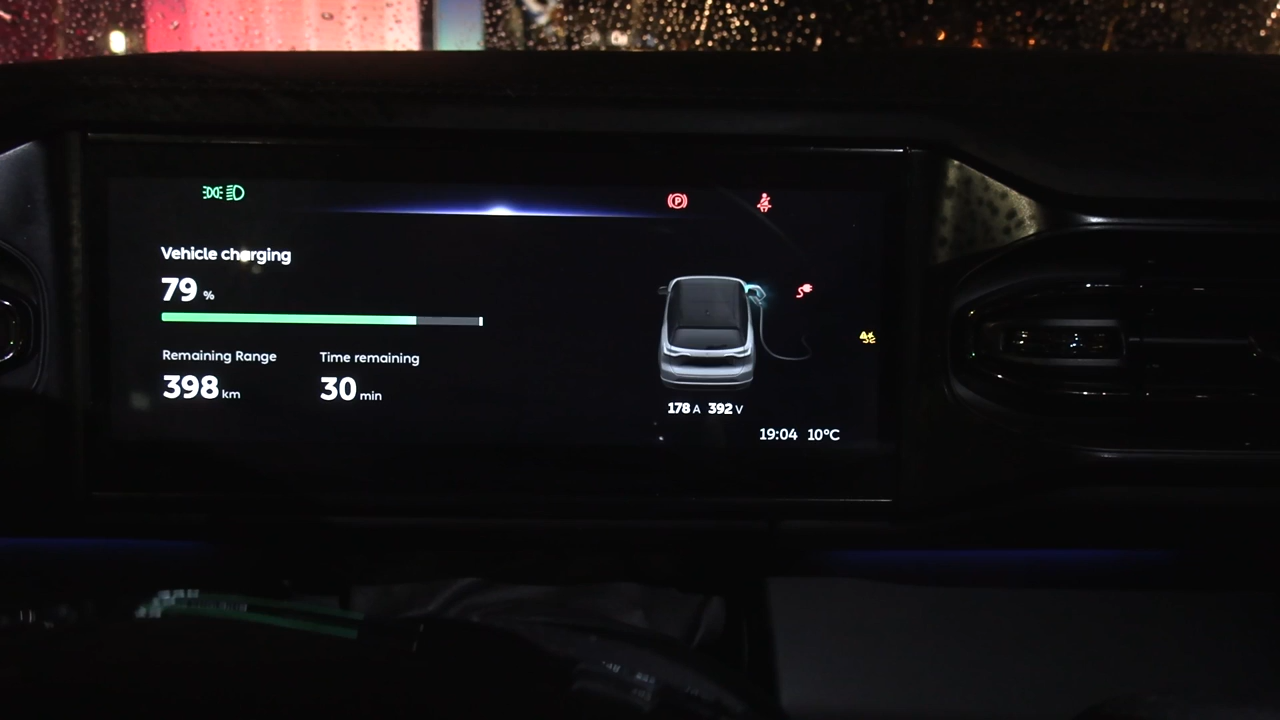 Vehicle charging
79 %
Remaining Range
Time remaining
398 km
30 min
178 A 392 V
19:04 10°C